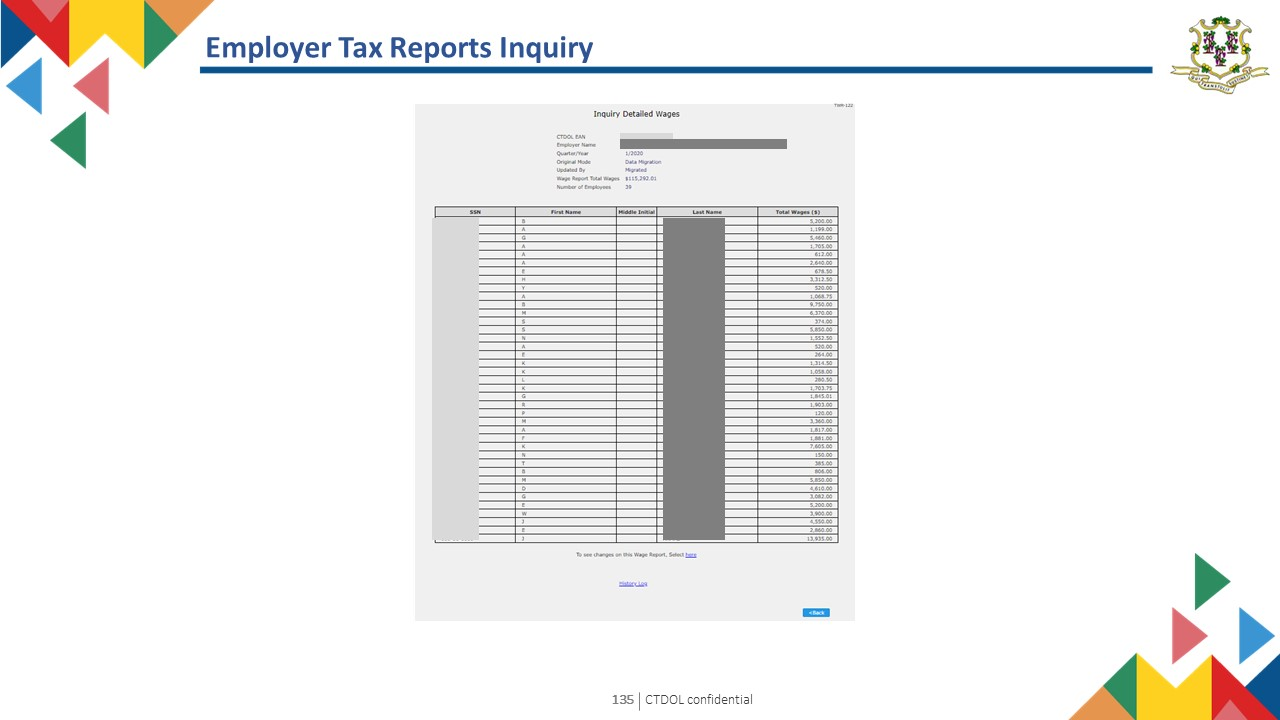 Employer Tax Reports Inquiry
TWR-122
Inquiry Detailed Wages
CTDOL EAN
Employer Name
Quarter/Year 1/2020
Original Mode Data Migration
Updated By Migrated
Wage Report Total Wages $115,292.01
Number of Employees 39
SSN First Name Middle Initial Last Name Total Wages ($)
B 5,200.00
A 1,199.00
G 5,460.00
A 1,705.00
A 612.00
A 2,640.00
E 678.50
H 3,312.50
Y 520.00
A 1,068.75
B 9,750.00
M 6,370.00
S 374.00
S 5,850.00
N 1,552.50
A 520.00
E 264.00
K 1,314.50
K 1,058.00
L 280.50
K 1,703.75
G 1,845.01
R 1,903.00
P 120.00
M 3,360.00
A 1,817.00
F 1,881.00
K 7,605.00
N 150.00
T 385.00
B 806.00
M 5,850.00
D 4,610.00
G 3,082.00
E 5,200.00
W 3,900.00
J 4,550.00
E 2,860.00
J 13,935.00
To see changes on this Wage Report, Select here
History Log
<Back
135 CTDOL confidential